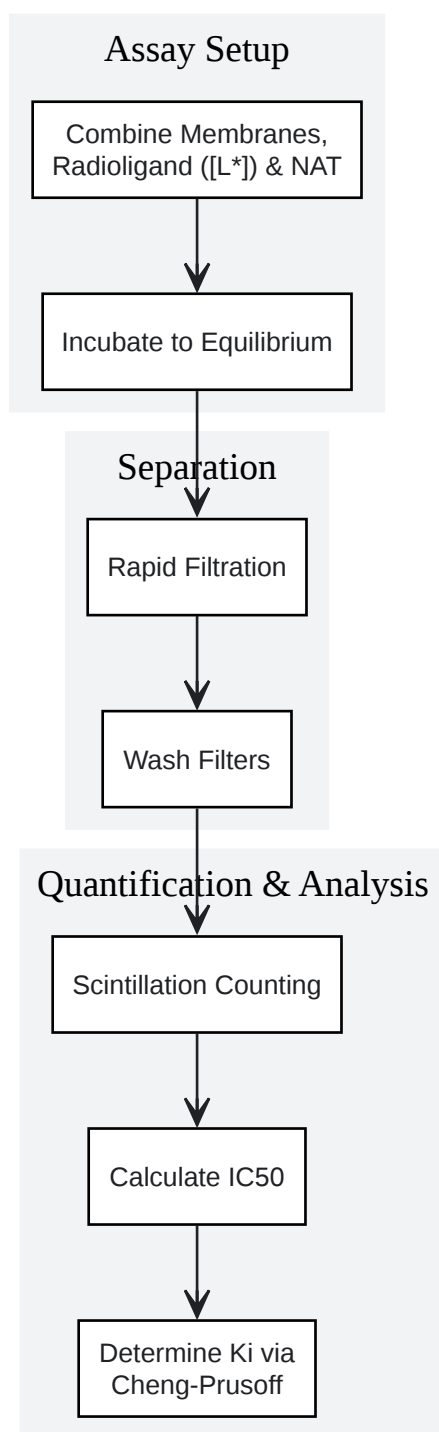 Assay Setup
Combine Membranes,
Radioligand ([L*]) & NAT
Incubate to Equilibrium
Separation
Rapid Filtration
Wash Filters
Quantification & Analysis
Scintillation Counting
Calculate IC50
Determine Ki via
Cheng-Prusoff